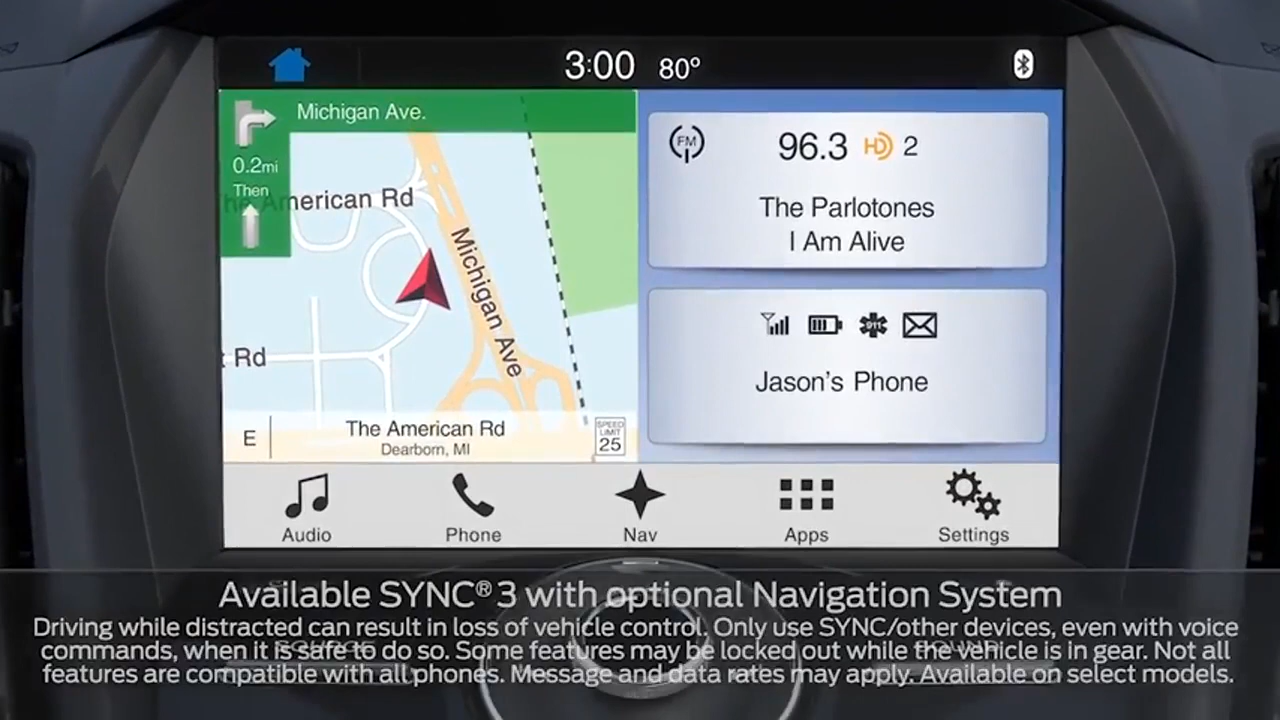 3:00 80°
Michigan Ave.
0.2mi
Then
The American Rd
Michigan Ave
t Rd
E
The American Rd
Dearborn, MI
SPEED
LIMIT
25
FM
96.3 HD 2
The Parlotones
I Am Alive
911
Jason's Phone
Audio Phone Nav Apps Settings
Available SYNC® 3 with optional Navigation System
Driving while distracted can result in loss of vehicle control. Only use SYNC/other devices, even with voice
commands, when it is safe to do so. Some features may be locked out while the vehicle is in gear. Not all
features are compatible with all phones. Message and data rates may apply. Available on select models.
SOUND